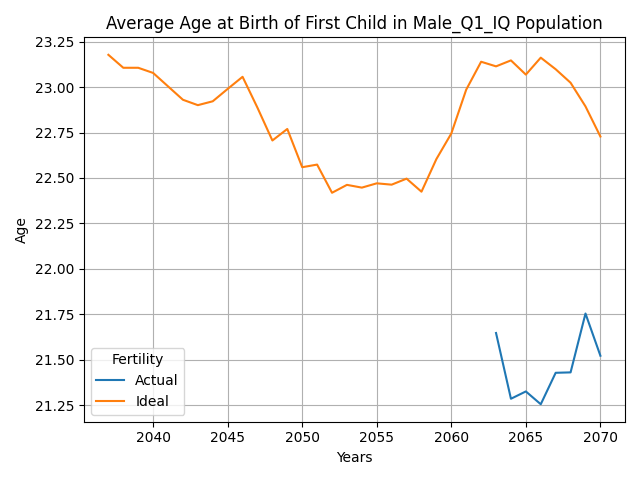 Average Age at Birth of First Child in Male_Q1_IQ Population
23.25
23.00
22.75
22.50
22.25
22.00
21.75
21.50
21.25
Age
Fertility
Actual
Ideal
2040
2045
2050
2055
2060
2065
2070
Years